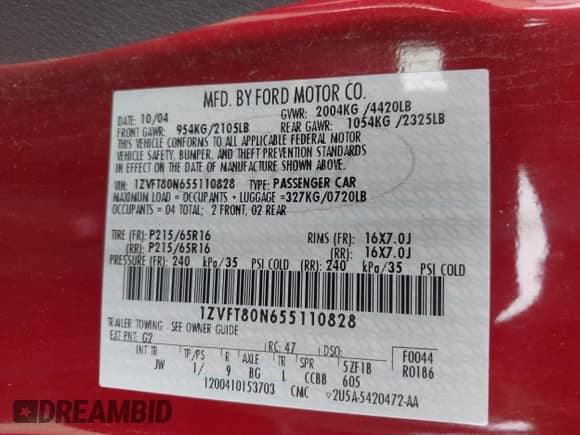 MFD. BY FORD MOTOR CO.
DATE: 10/04 GVWR: 2004KG /4420LB
FRONT GAWR: 954KG/2105LB REAR GAWR: 1054KG /2325LB
THIS VEHICLE CONFORMS TO ALL APPLICABLE FEDERAL MOTOR
VEHICLE SAFETY, BUMPER, AND THEFT PREVENTION STANDARDS
IN EFFECT ON THE DATE OF MANUFACTURE SHOWN ABOVE.
VIN: 1ZVFT80N655110828 TYPE: PASSENGER CAR
MAXIMUM LOAD = OCCUPANTS + LUGGAGE =327KG/0720LB
OCCUPANTS = 04 TOTAL; 2 FRONT, 02 REAR
TIRE (FR): P215/65R16 RIMS (FR): 16X7.0J
(RR): P215/65R16 (RR): 16X7.0J
PRESSURE (FR): 240 kPa/35 PSI COLD (RR): 240 kPa/35 PSI COLD
1ZVFT80N655110828
TRAILER TOWING - SEE OWNER GUIDE
EXT PNT: G2 RC: 47 DSO: F0044
INT TR TP/PS R AXLE TR SPR 5ZF1B R0186
JW 1/ 9 BG L CCBB 605
1200410153703 CMC ▽2U5A-5420472-AA
DREAMBID